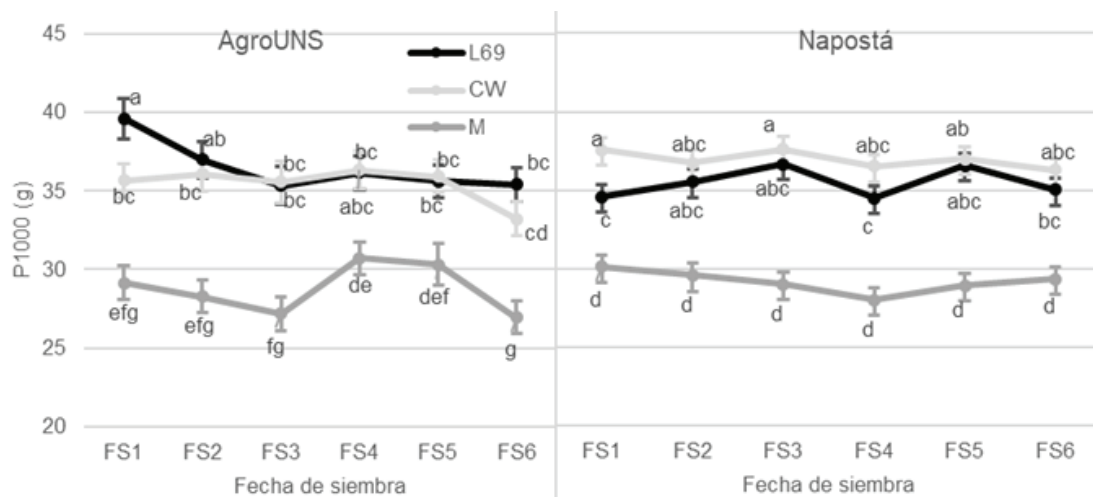 AgroUNS
Napostá
L69
CW
M
P1000 (g)
45
40
35
30
25
20
a
ab
bc
bc
bc
bc
bc
bc
bc
bc
abc
bc
cd
efg
efg
fg
de
def
g
a
abc
a
abc
ab
abc
c
abc
abc
c
abc
bc
d
d
d
d
d
d
FS1 FS2 FS3 FS4 FS5 FS6
FS1 FS2 FS3 FS4 FS5 FS6
Fecha de siembra
Fecha de siembra